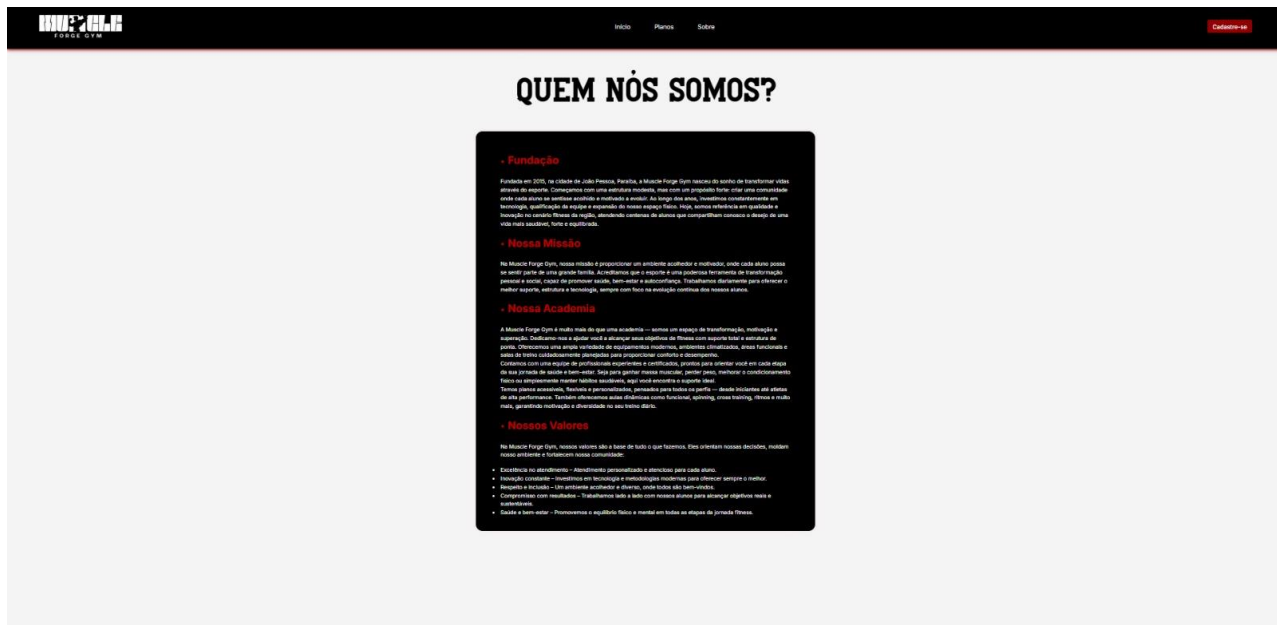 MUSCLE
FORGE GYM
Início
Planos
Sobre
Cadastre-se
QUEM NÓS SOMOS?
• Fundação
Fundada em 2015, na cidade de João Pessoa, Paraíba, a Muscle Forge Gym nasceu do sonho de transformar vidas
através do esporte. Começamos com uma estrutura modesta, mas com um propósito forte: criar uma comunidade
onde cada aluno se sentisse acolhido e motivado a evoluir. Ao longo dos anos, investimos constantemente em
tecnologia, qualificação da equipe e expansão do nosso espaço físico. Hoje, somos referência em qualidade e
inovação no cenário fitness da região, atendendo centenas de alunos que compartilham conosco o desejo de uma
vida mais saudável, forte e equilibrada.
• Nossa Missão
Na Muscle Forge Gym, nossa missão é proporcionar um ambiente acolhedor e motivador, onde cada aluno possa
se sentir parte de uma grande família. Acreditamos que o esporte é uma poderosa ferramenta de transformação
pessoal e social, capaz de promover saúde, bem-estar e autoconfiança. Trabalhamos diariamente para oferecer o
melhor suporte, estrutura e tecnologia, sempre com foco na evolução contínua dos nossos alunos.
• Nossa Academia
A Muscle Forge Gym é muito mais do que uma academia — somos um espaço de transformação, motivação e
superação. Dedicamo-nos a ajudar você a alcançar seus objetivos de fitness com suporte total e estrutura de
ponta. Oferecemos uma ampla variedade de equipamentos modernos, ambientes climatizados, áreas funcionais e
salas de treino cuidadosamente planejadas para proporcionar conforto e desempenho.
Contamos com uma equipe de profissionais experientes e certificados, prontos para orientar você em cada etapa
da sua jornada de saúde e bem-estar. Seja para ganhar massa muscular, perder peso, melhorar o condicionamento
físico ou simplesmente manter hábitos saudáveis, aqui você encontra o suporte ideal.
Temos planos acessíveis, flexíveis e personalizados, pensados para todos os perfis — desde iniciantes até atletas
de alta performance. Também oferecemos aulas dinâmicas como funcional, spinning, cross training, ritmos e muito
mais, garantindo motivação e diversidade no seu treino diário.
• Nossos Valores
Na Muscle Forge Gym, nossos valores são a base de tudo o que fazemos. Eles orientam nossas decisões, moldam
nosso ambiente e fortalecem nossa comunidade:
• Excelência no atendimento – Atendimento personalizado e atencioso para cada aluno.
• Inovação constante – Investimos em tecnologia e metodologias modernas para oferecer sempre o melhor.
• Respeito e inclusão – Um ambiente acolhedor e diverso, onde todos são bem-vindos.
• Compromisso com resultados – Trabalhamos lado a lado com nossos alunos para alcançar objetivos reais e
sustentáveis.
• Saúde e bem-estar – Promovemos o equilíbrio físico e mental em todas as etapas da jornada fitness.